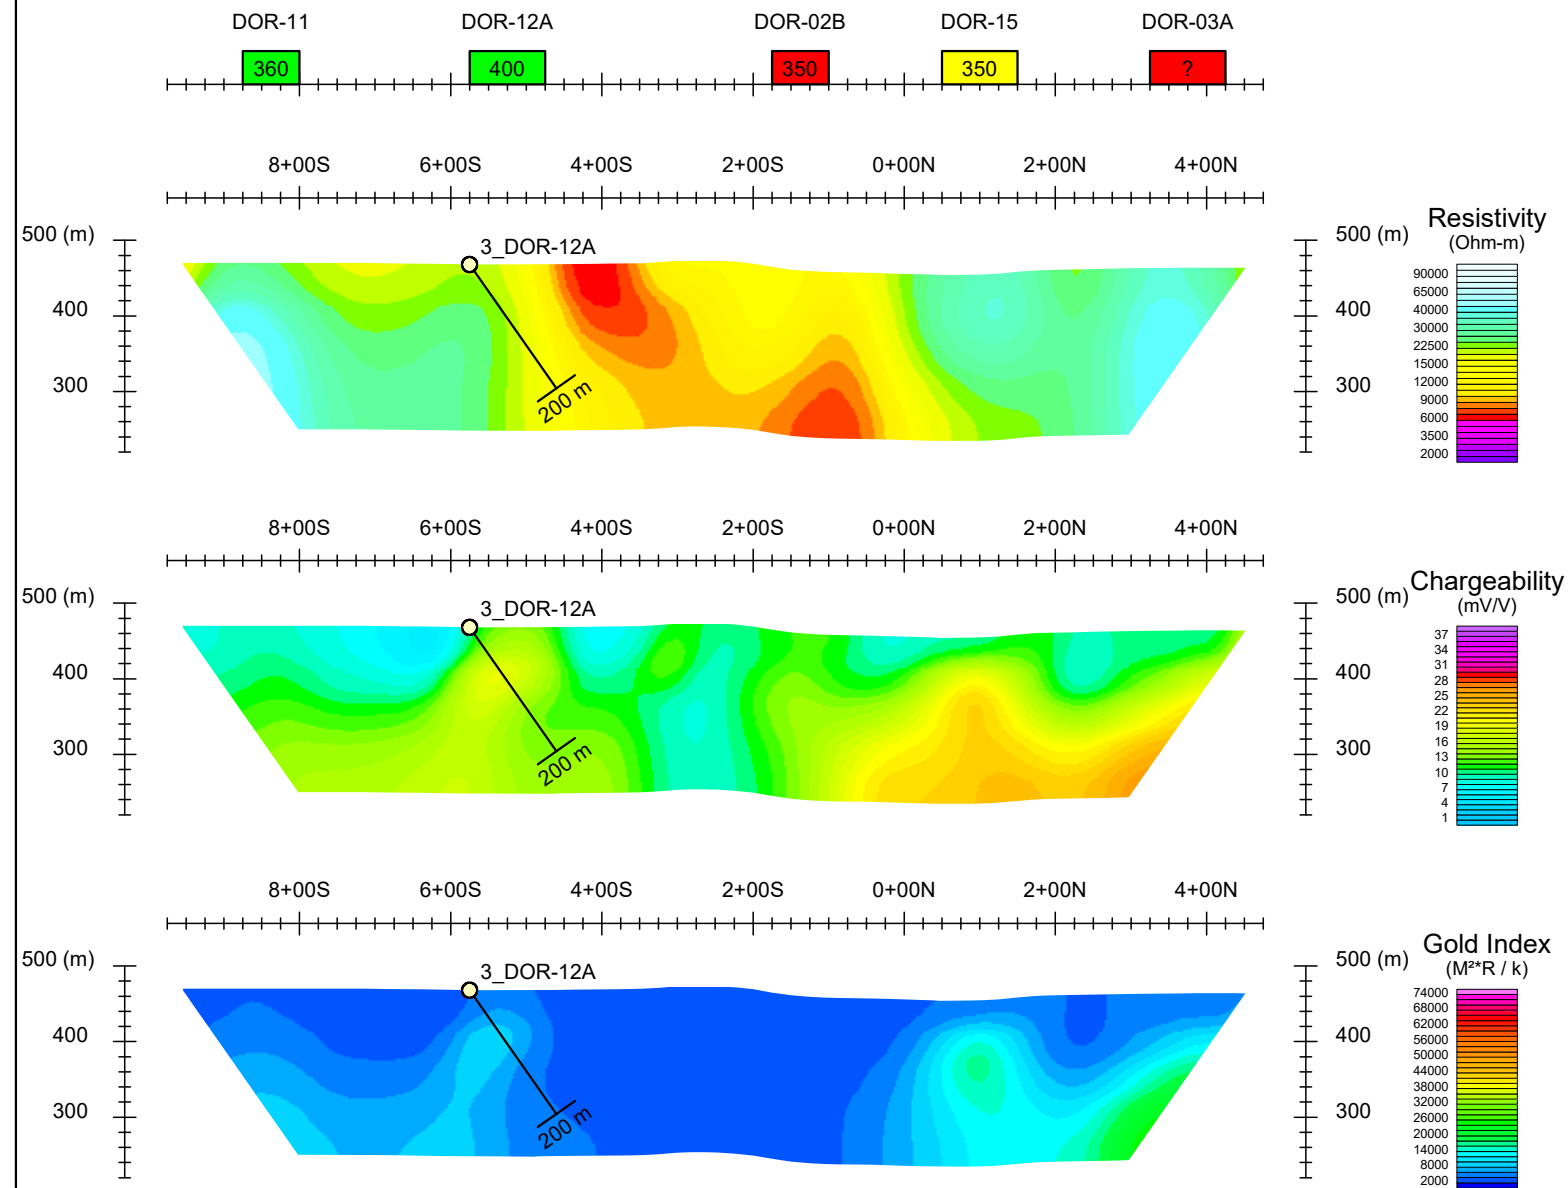 DOR-11 DOR-12A DOR-02B DOR-15 DOR-03A
360 400 350 350 ?
8+00S 6+00S 4+00S 2+00S 0+00N 2+00N 4+00N
500 (m) 500 (m)
400 400
300 300
3_DOR-12A
200 m
Resistivity
(Ohm-m)
90000
65000
40000
30000
22500
15000
12000
9000
6000
3500
2000
8+00S 6+00S 4+00S 2+00S 0+00N 2+00N 4+00N
500 (m) 500 (m)
400 400
300 300
3_DOR-12A
200 m
Chargeability
(mV/V)
37
34
31
28
25
22
19
16
13
10
7
4
1
8+00S 6+00S 4+00S 2+00S 0+00N 2+00N 4+00N
500 (m) 500 (m)
400 400
300 300
3_DOR-12A
200 m
Gold Index
(M²*R / k)
74000
68000
62000
56000
50000
44000
38000
32000
26000
20000
14000
8000
2000